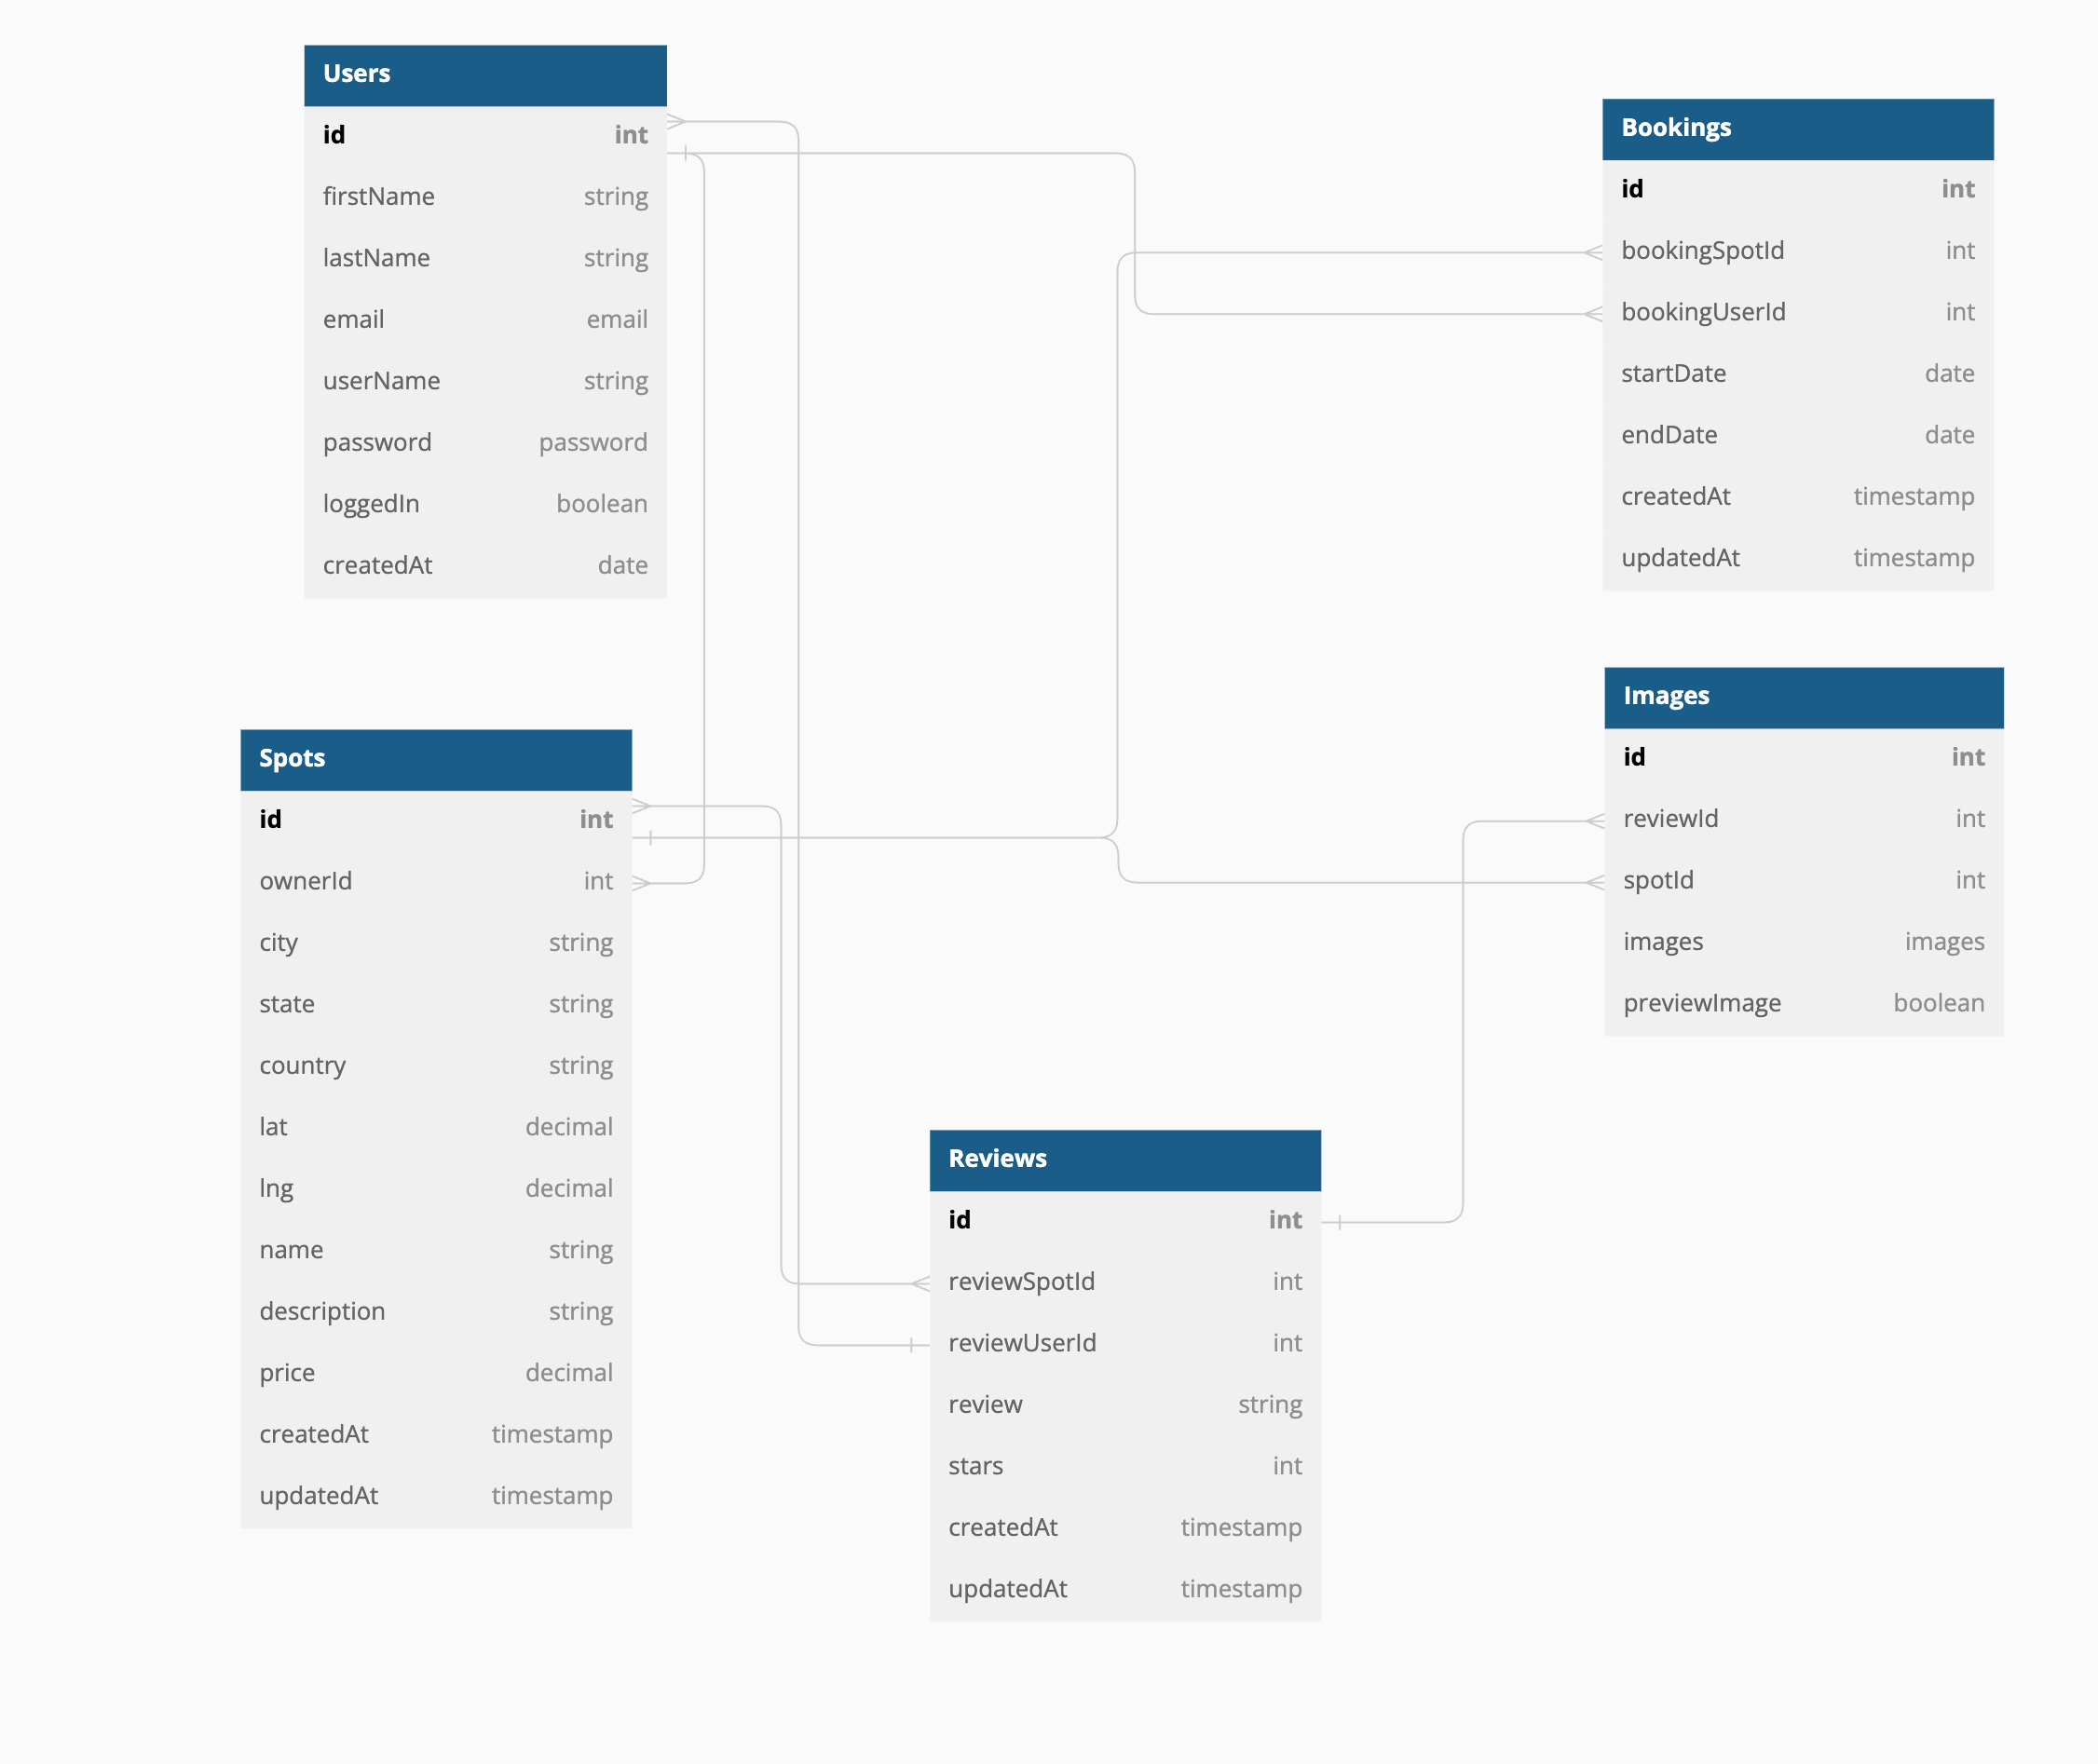 Users
id int
firstName string
lastName string
email email
userName string
password password
loggedIn boolean
createdAt date
Bookings
id int
bookingSpotId int
bookingUserId int
startDate date
endDate date
createdAt timestamp
updatedAt timestamp
Spots
id int
ownerId int
city string
state string
country string
lat decimal
lng decimal
name string
description string
price decimal
createdAt timestamp
updatedAt timestamp
Images
id int
reviewId int
spotId int
images images
previewImage boolean
Reviews
id int
reviewSpotId int
reviewUserId int
review string
stars int
createdAt timestamp
updatedAt timestamp